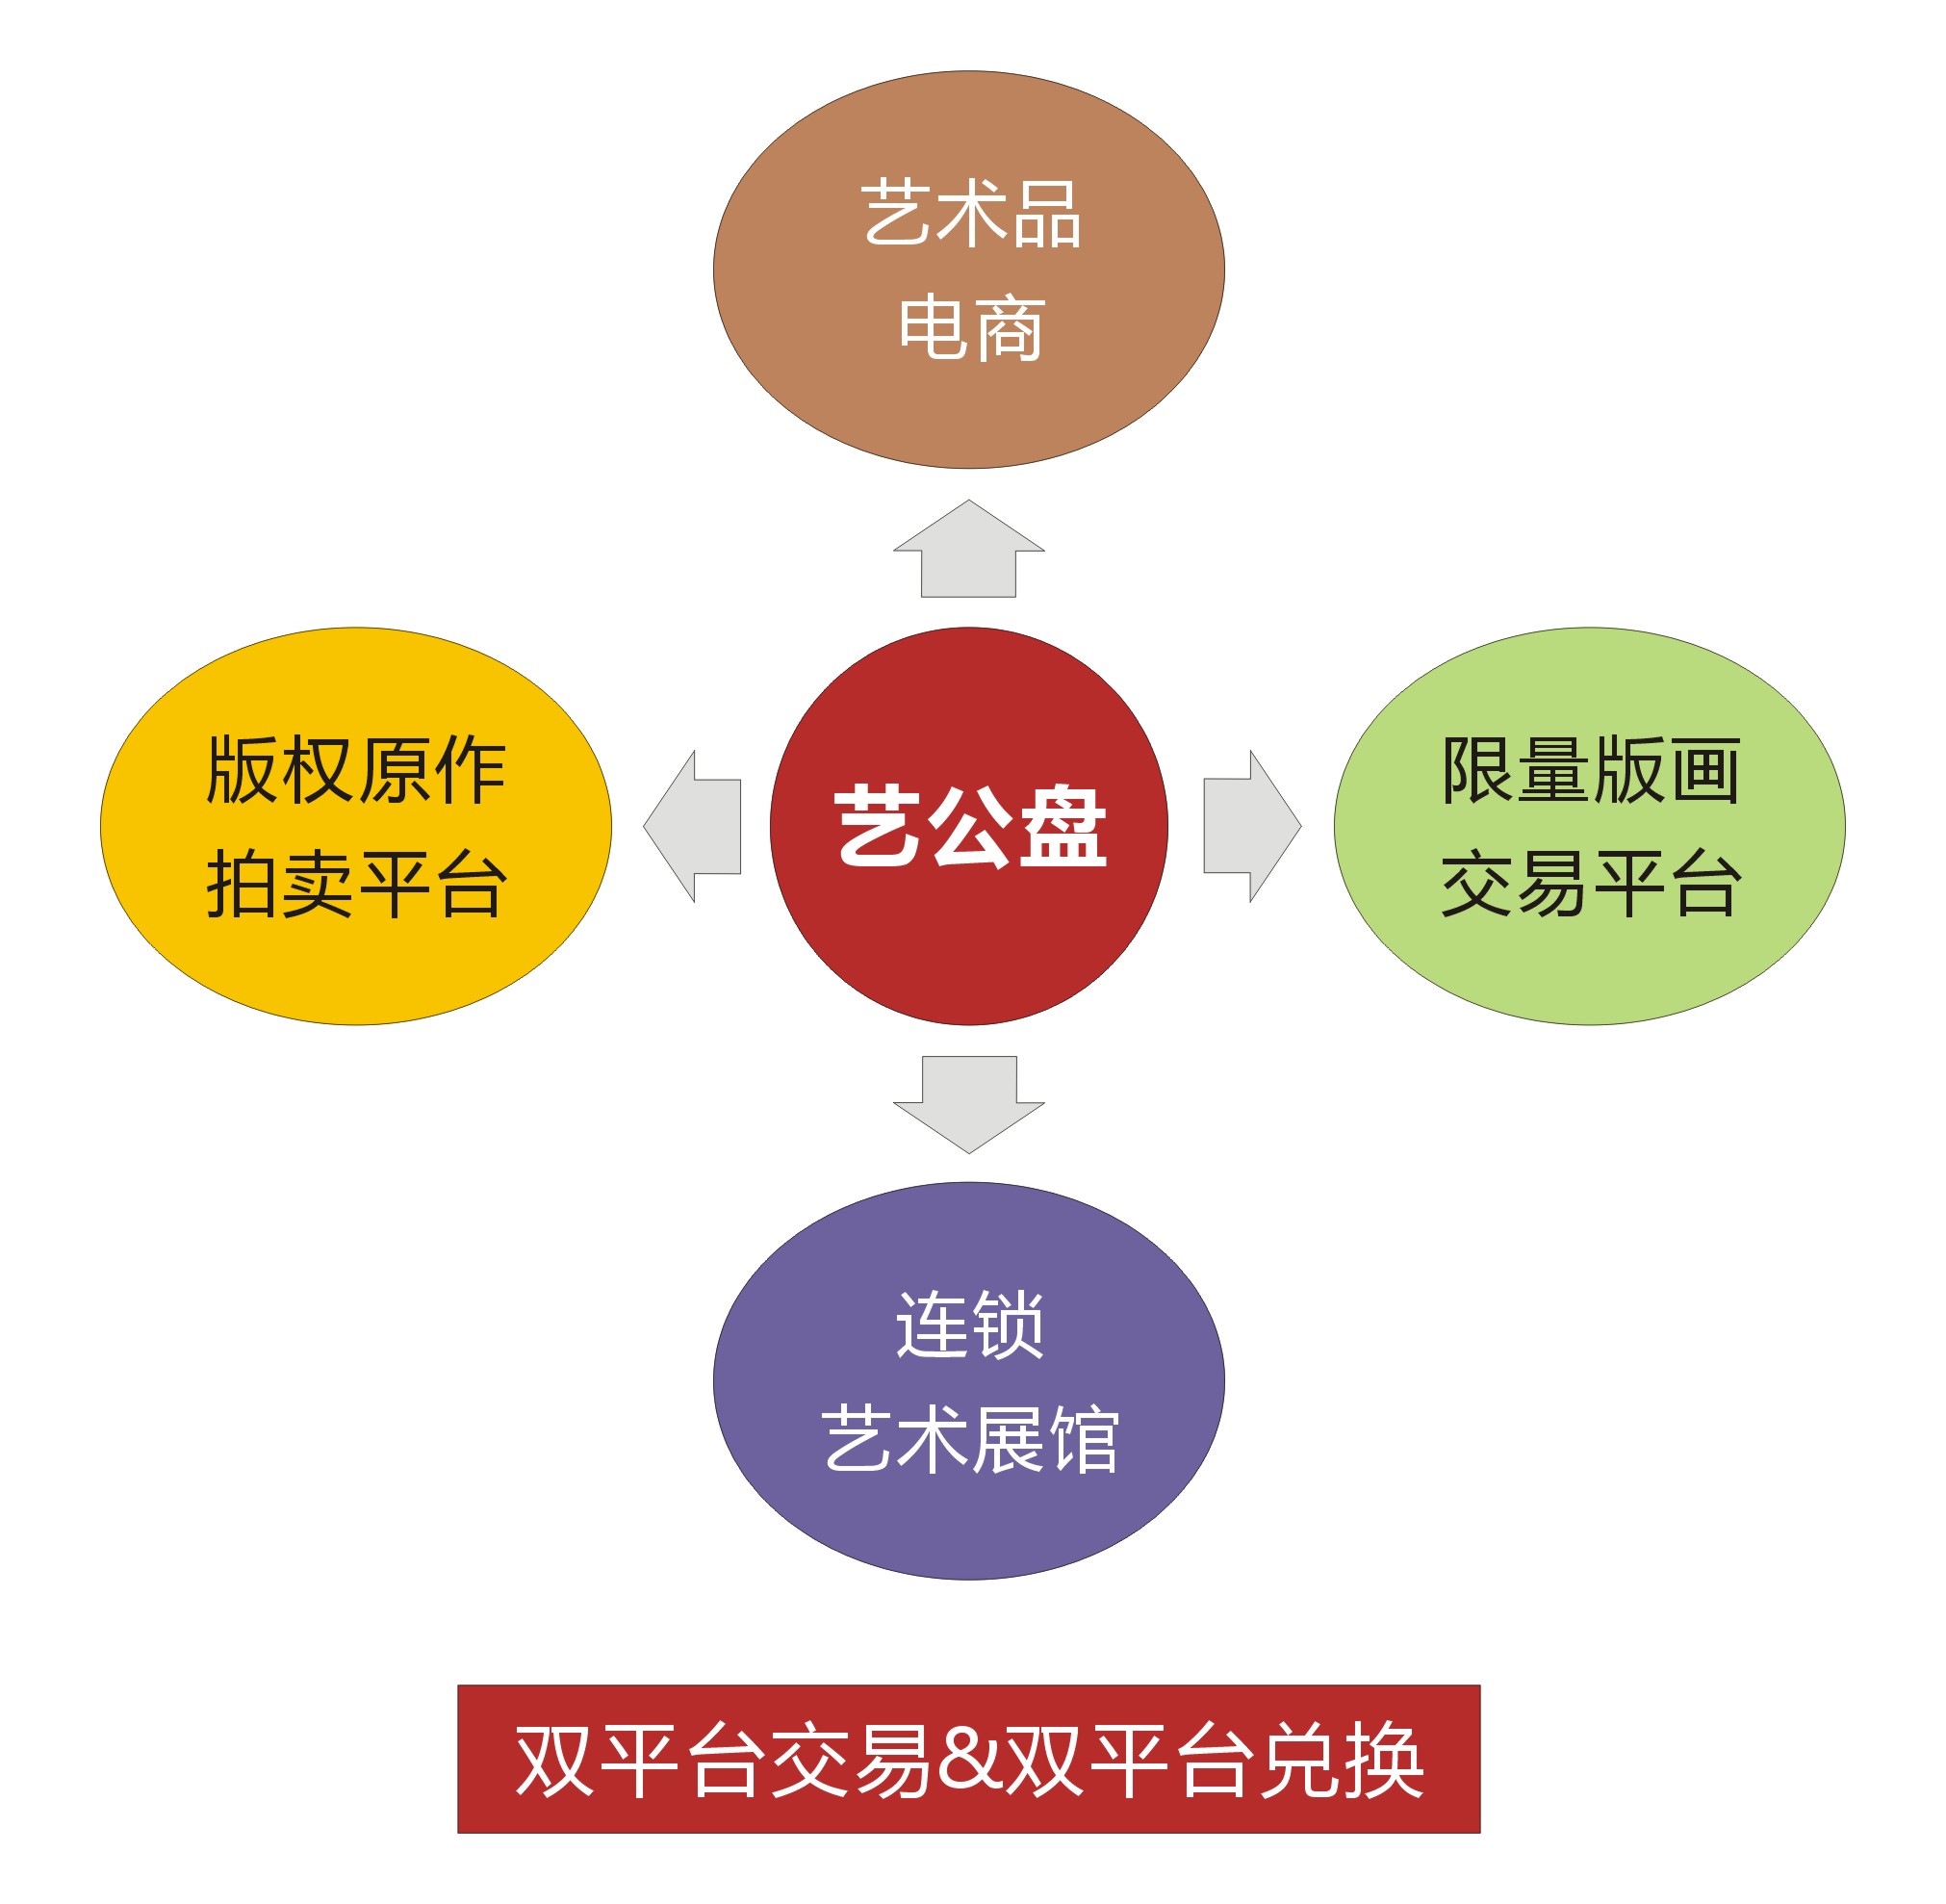 艺术品
电商
版权原作
拍卖平台
艺公盘
限量版画
交易平台
连锁
艺术展馆
双平台交易&双平台兑换